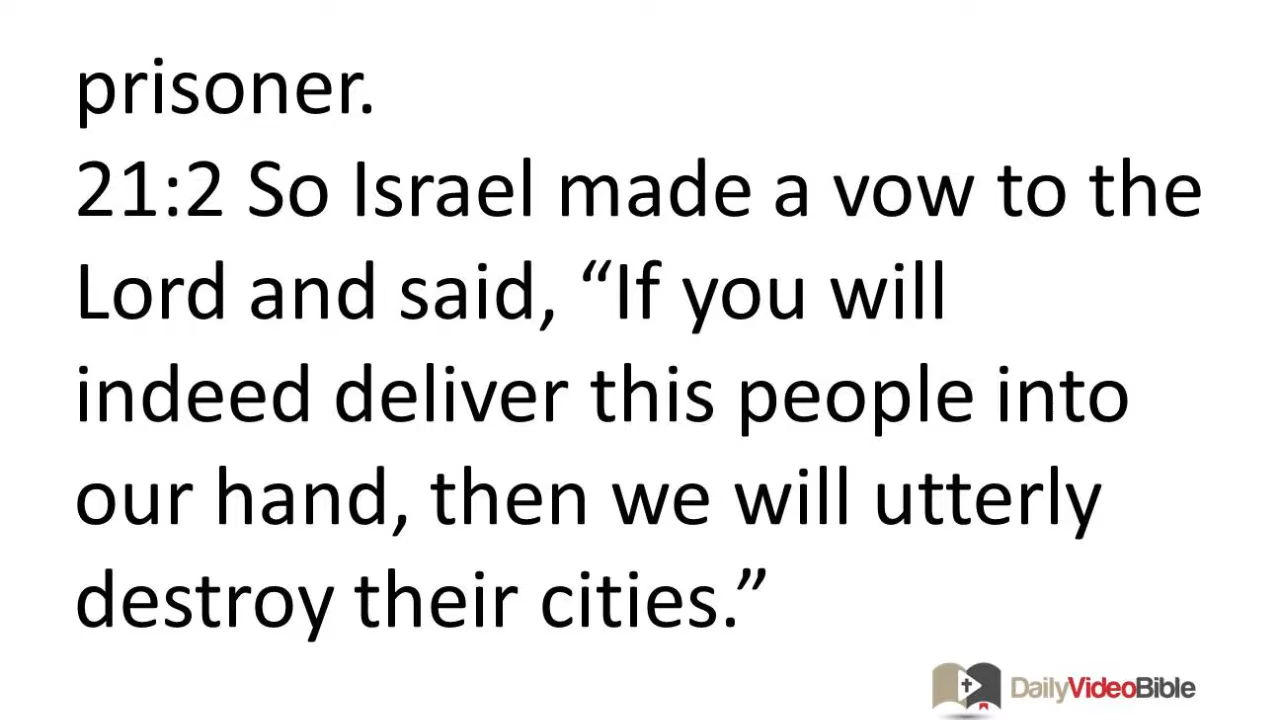 prisoner.
21:2 So Israel made a vow to the
Lord and said, “If you will
indeed deliver this people into
our hand, then we will utterly
destroy their cities.”
DailyVideoBible